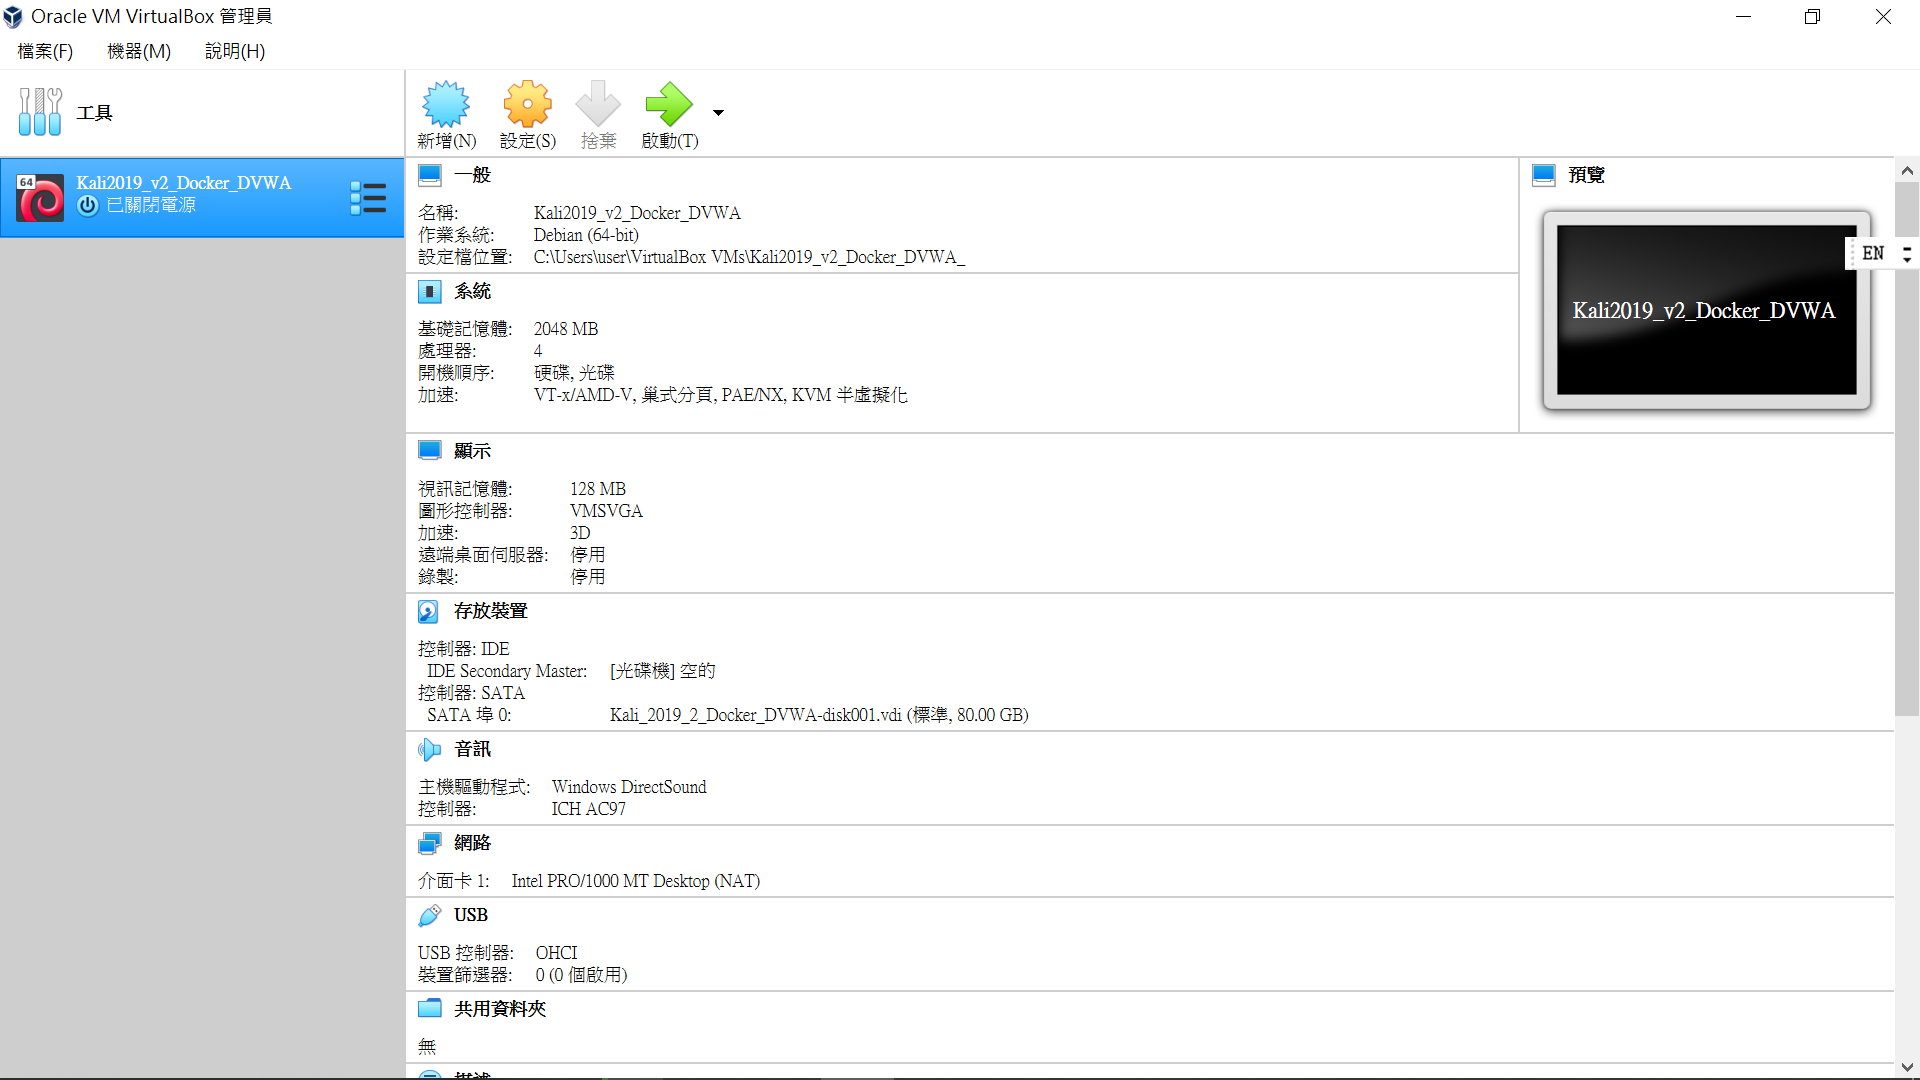 Oracle VM VirtualBox 管理員
檔案(F) 機器(M) 說明(H)
工具
新增(N) 設定(S) 捨棄 啟動(T)
64
Kali2019_v2_Docker_DVWA
已關閉電源
一般
名稱: Kali2019_v2_Docker_DVWA
作業系統: Debian (64-bit)
設定檔位置: C:\Users\user\VirtualBox VMs\Kali2019_v2_Docker_DVWA_
系統
基礎記憶體: 2048 MB
處理器: 4
開機順序: 硬碟, 光碟
加速: VT-x/AMD-V, 巢式分頁, PAE/NX, KVM 半虛擬化
預覽
Kali2019_v2_Docker_DVWA
EN
顯示
視訊記憶體: 128 MB
圖形控制器: VMSVGA
加速: 3D
遠端桌面伺服器: 停用
錄製: 停用
存放裝置
控制器: IDE
IDE Secondary Master: [光碟機] 空的
控制器: SATA
SATA 埠 0: Kali_2019_2_Docker_DVWA-disk001.vdi (標準, 80.00 GB)
音訊
主機驅動程式: Windows DirectSound
控制器: ICH AC97
網路
介面卡 1: Intel PRO/1000 MT Desktop (NAT)
USB
USB 控制器: OHCI
裝置篩選器: 0 (0 個啟用)
共用資料夾
無